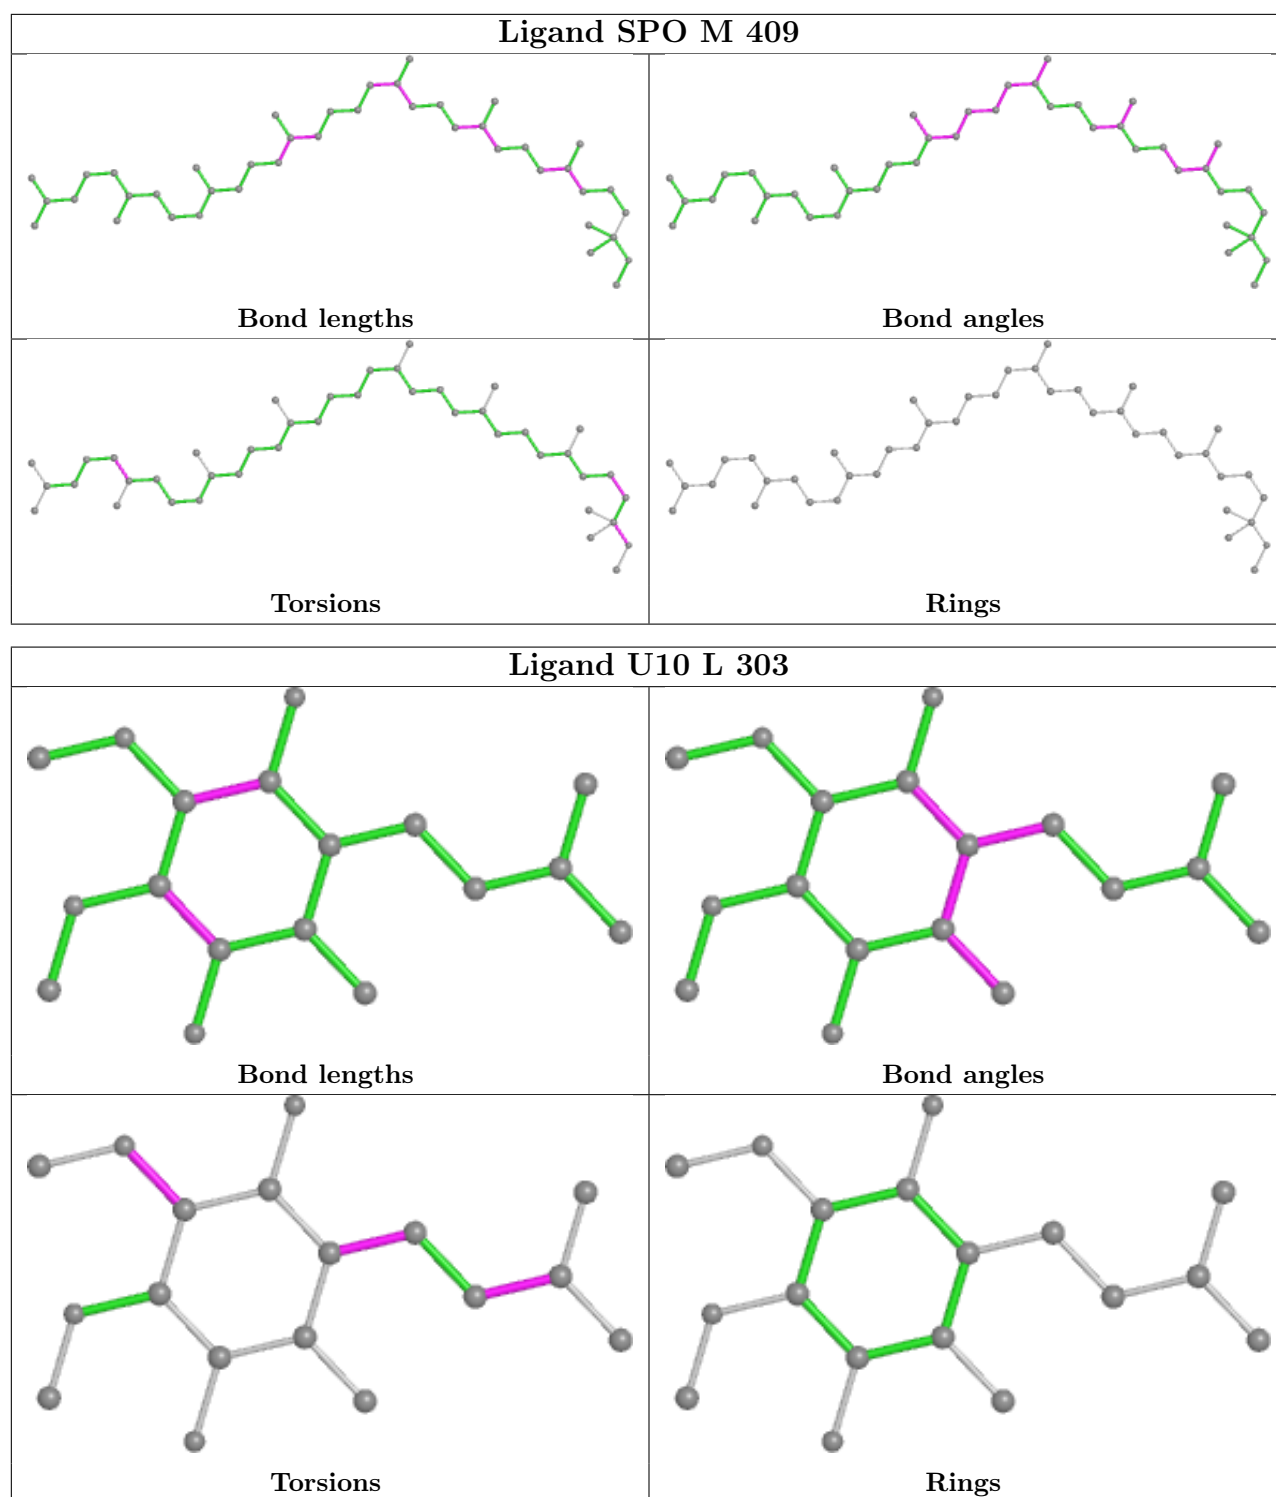 Ligand SPO M 409
Bond lengths
Bond angles
Torsions
Rings
Ligand U10 L 303
Bond lengths
Bond angles
Torsions
Rings